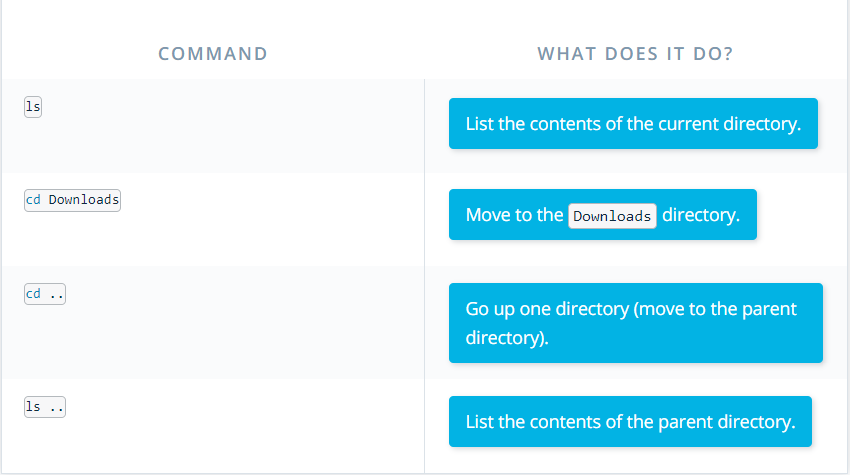 COMMAND
WHAT DOES IT DO?
ls
List the contents of the current directory.
cd Downloads
Move to the Downloads directory.
cd ..
Go up one directory (move to the parent
directory).
ls ..
List the contents of the parent directory.